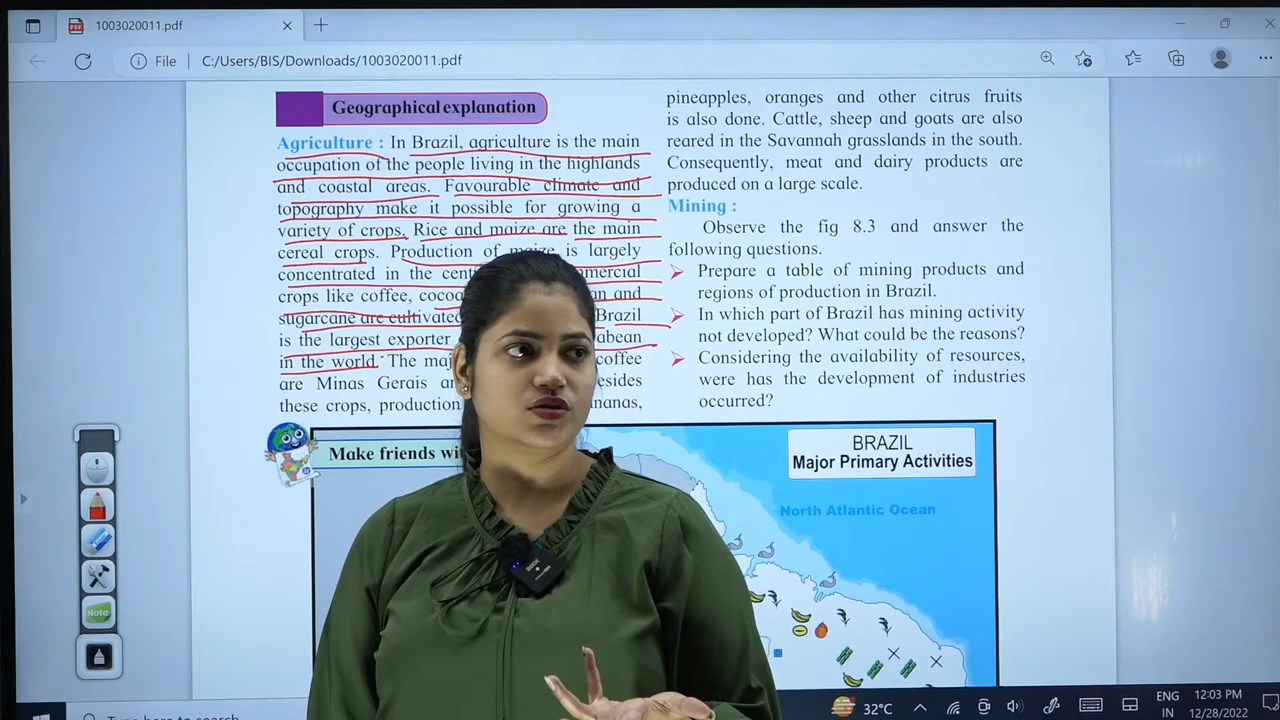 1003020011.pdf
File C:/Users/BIS/Downloads/1003020011.pdf
Geographical explanation
Agriculture : In Brazil, agriculture is the main
occupation of the people living in the highlands
and coastal areas. Favourable climate and
topography make it possible for growing a
variety of crops. Rice and maize are the main
cereal crops. Production of maize is largely
concentrated in the
crops like coffee, and
sugarcane are cultivated Brazil
is the largest exporter
in the world. The coffee
are Minas Gerais
these crops, production
pineapples, oranges and other citrus fruits
is also done. Cattle, sheep and goats are also
reared in the Savannah grasslands in the south.
Consequently, meat and dairy products are
produced on a large scale.
Mining :
Observe the fig 8.3 and answer the
following questions.
➤ Prepare a table of mining products and
regions of production in Brazil.
➤ In which part of Brazil has mining activity
not developed? What could be the reasons?
➤ Considering the availability of resources,
were has the development of industries
occurred?
Make friends
BRAZIL
Major Primary Activities
North Atlantic Ocean
Note
RODE
32°C ENG 12:03 PM
IN 12/28/2022